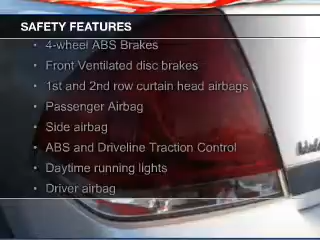 SAFETY FEATURES
• 4-wheel ABS Brakes
• Front Ventilated disc brakes
• 1st and 2nd row curtain head airbags
• Passenger Airbag
• Side airbag
• ABS and Driveline Traction Control
• Daytime running lights
• Driver airbag